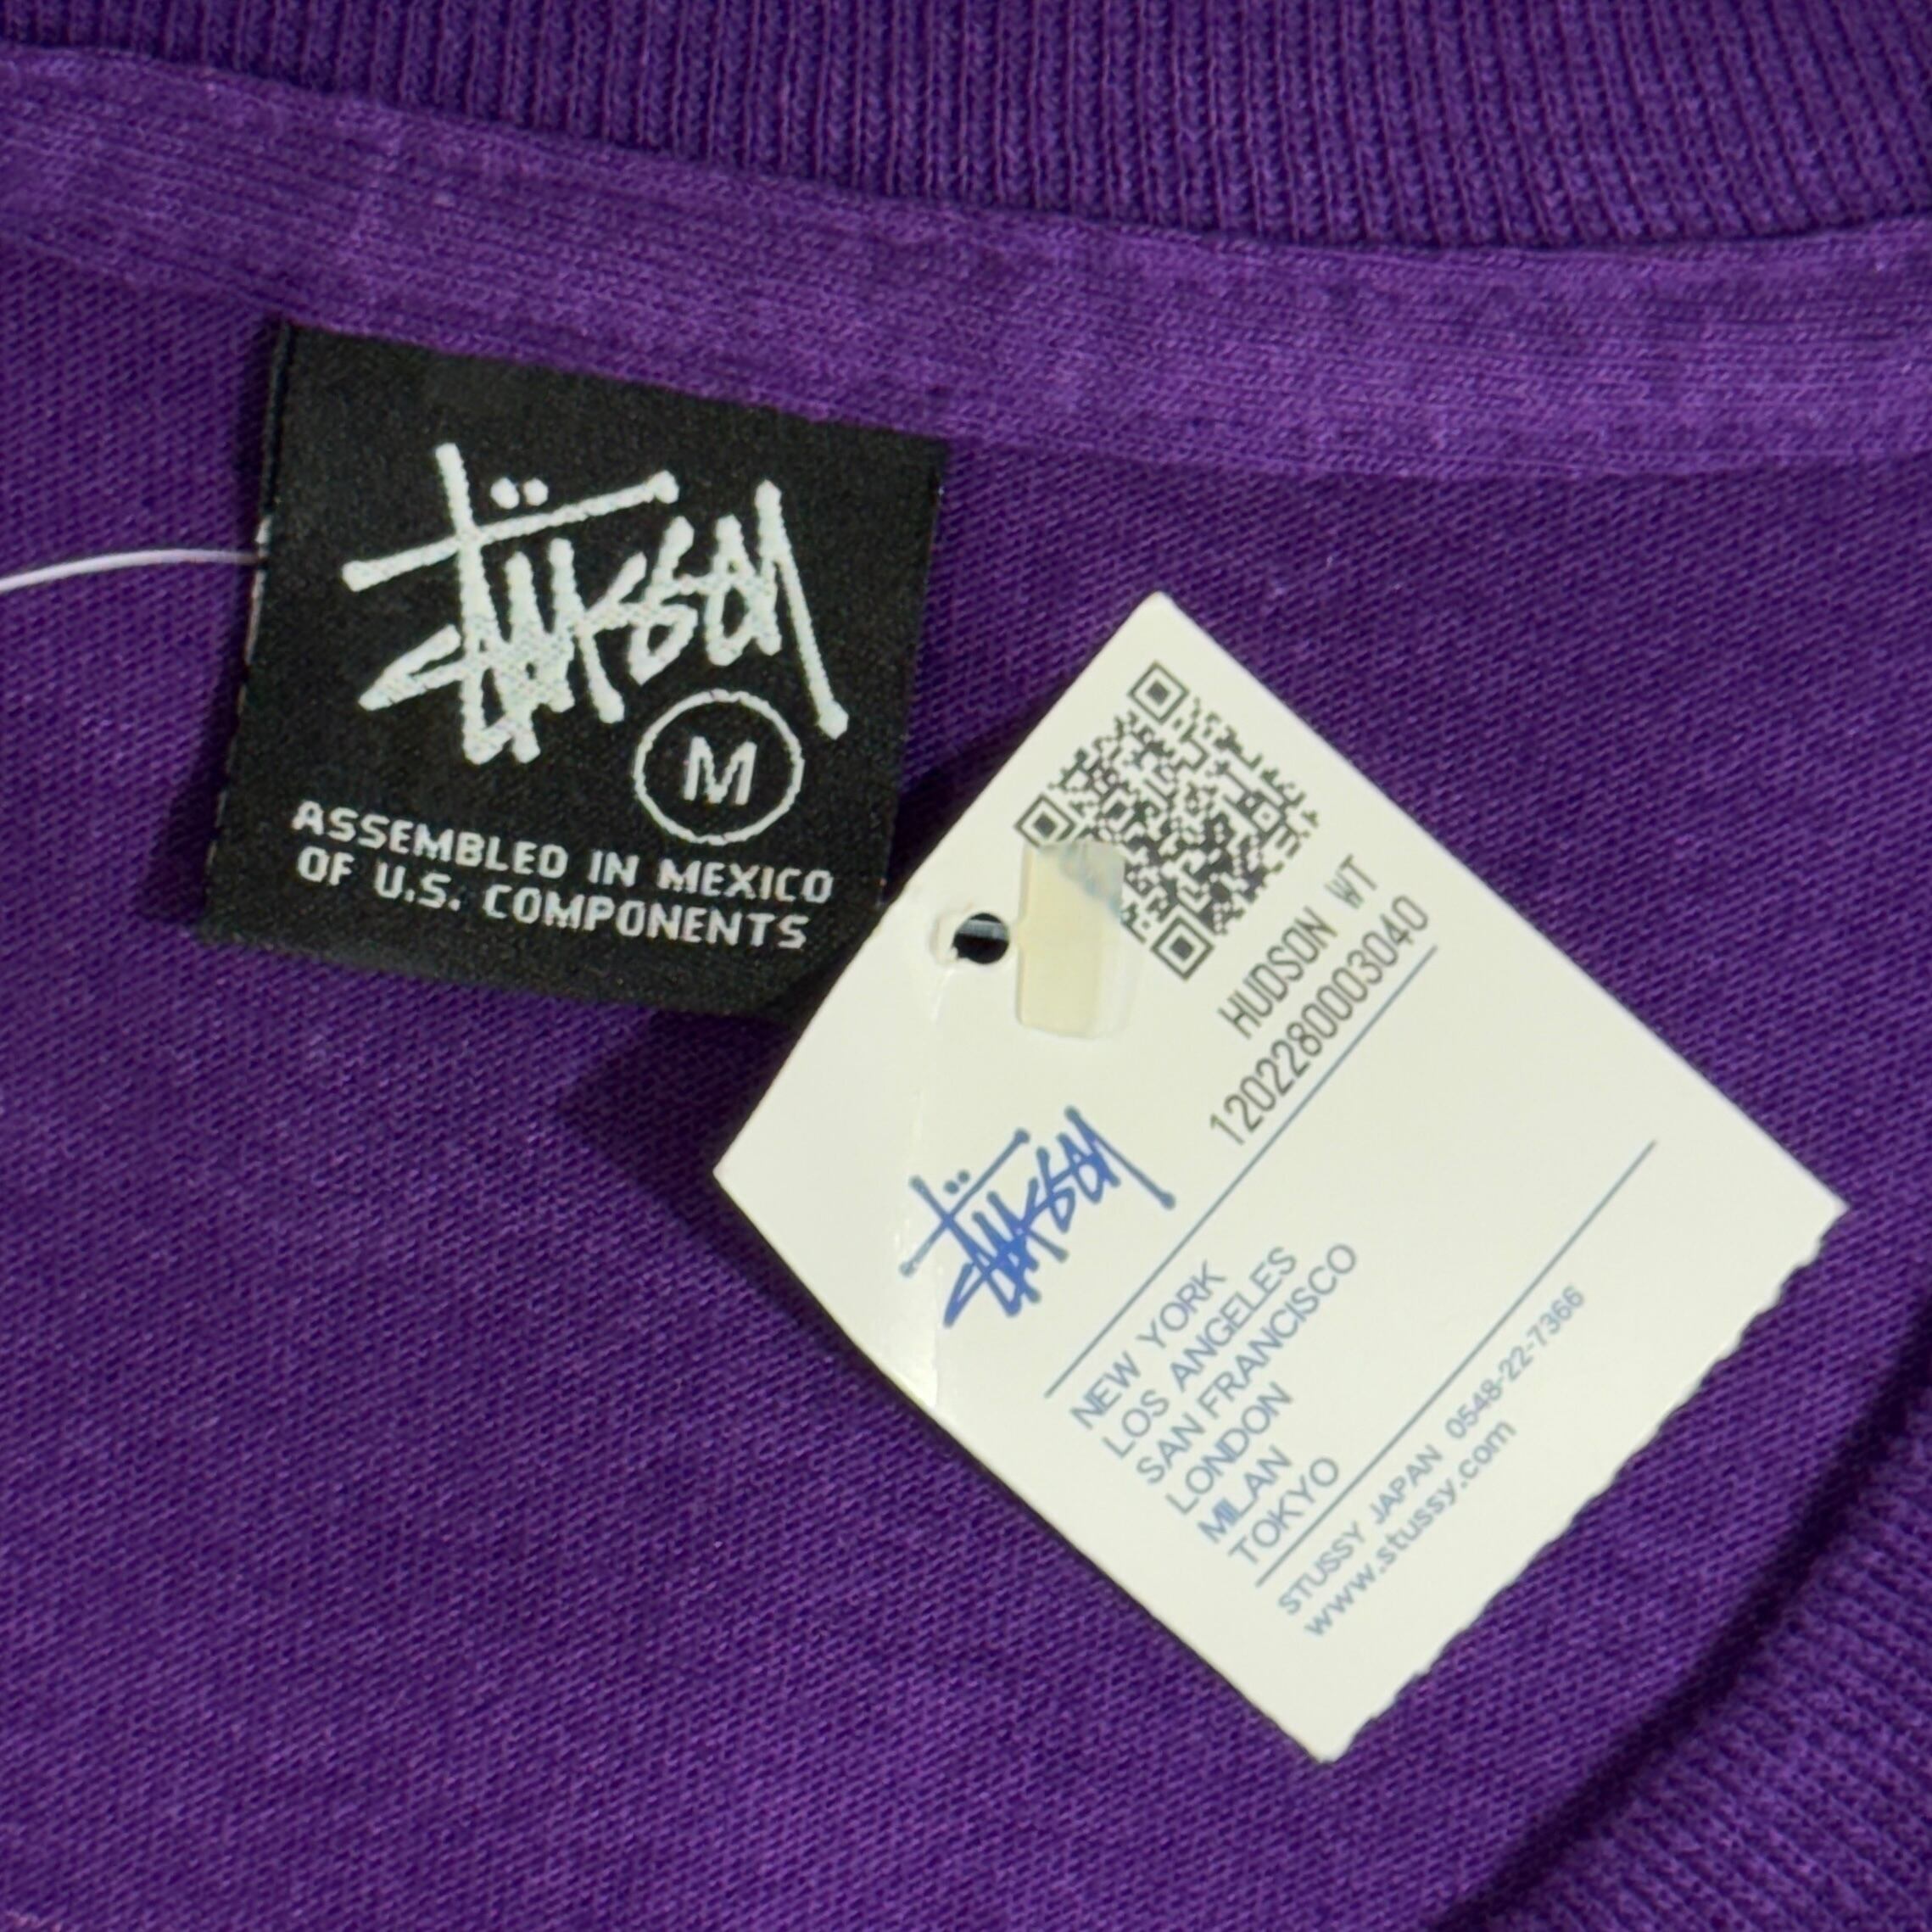 Stüssy
M
ASSEMBLED IN MEXICO
OF U.S. COMPONENTS
HUDSON WT
1202280003040
Stüssy
NEW YORK
LOS ANGELES
SAN FRANCISCO
LONDON
MILAN
TOKYO
STUSSY JAPAN 0548-22-7366
www.stussy.com